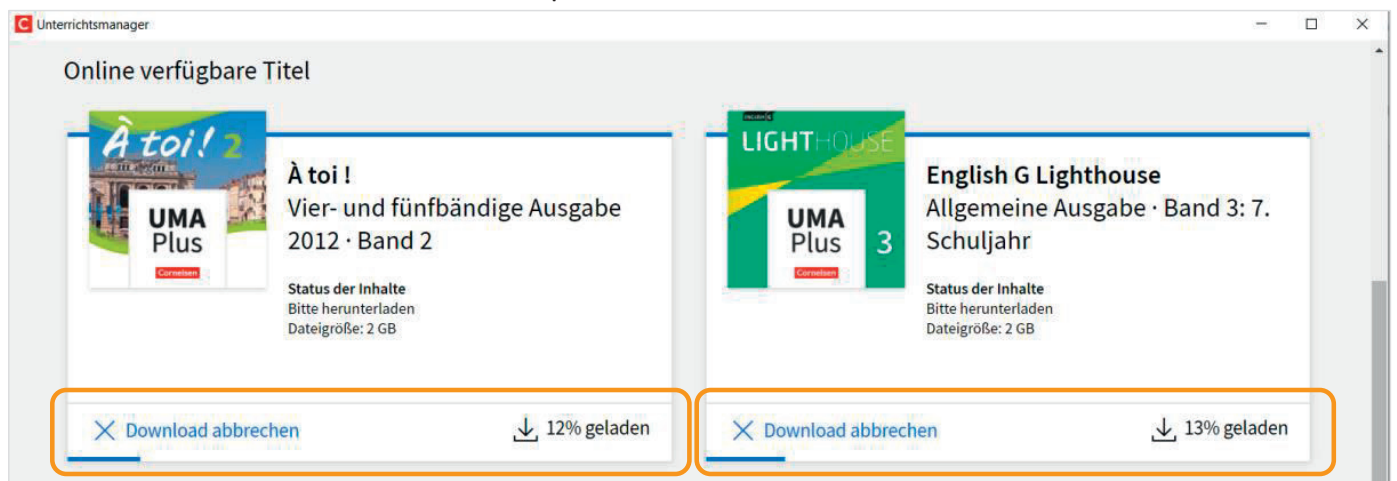 Unterrichtsmanager
Online verfügbare Titel
À toi! 2
UMA
Plus
Cornelsen
À toi !
Vier- und fünfbändige Ausgabe
2012 · Band 2
Status der Inhalte
Bitte herunterladen
Dateigröße: 2 GB
Download abbrechen
12% geladen
ENGLISH G
LIGHTHOUSE
UMA
Plus
3
Cornelsen
English G Lighthouse
Allgemeine Ausgabe · Band 3: 7.
Schuljahr
Status der Inhalte
Bitte herunterladen
Dateigröße: 2 GB
Download abbrechen
13% geladen